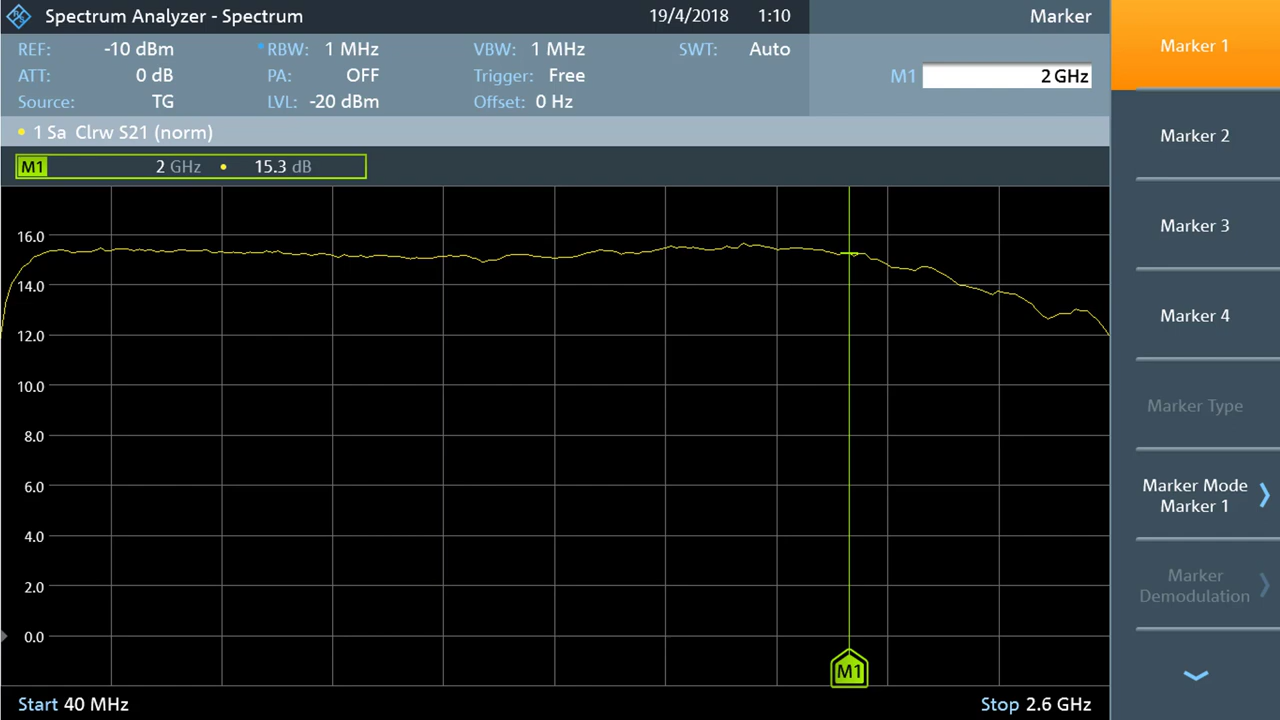 Spectrum Analyzer - Spectrum 19/4/2018 1:10 Marker
REF: -10 dBm RBW: 1 MHz VBW: 1 MHz SWT: Auto
ATT: 0 dB PA: OFF Trigger: Free
Source: TG LVL: -20 dBm Offset: 0 Hz
M1 2 GHz
1 Sa Clrw S21 (norm)
M1 2 GHz 15.3 dB
16.0
14.0
12.0
10.0
8.0
6.0
4.0
2.0
0.0
M1
Start 40 MHz Stop 2.6 GHz
Marker 1
Marker 2
Marker 3
Marker 4
Marker Type
Marker Mode
Marker 1
Marker
Demodulation